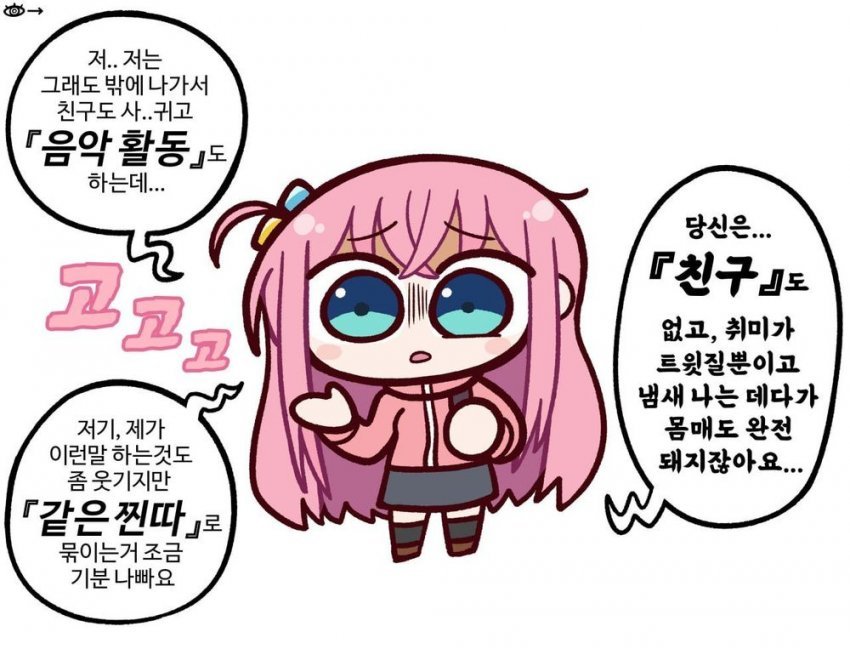 저.. 저는
그래도 밖에 나가서
친구도 사..귀고
『음악 활동』도
하는데...
고
고
고
저기, 제가
이런말 하는것도
좀 웃기지만
『같은 찐따』로
묶이는거 조금
기분 나빠요
당신은...
『친구』도
없고, 취미가
트윗질뿐이고
냄새 나는 데다가
몸매도 완전
돼지잖아요...